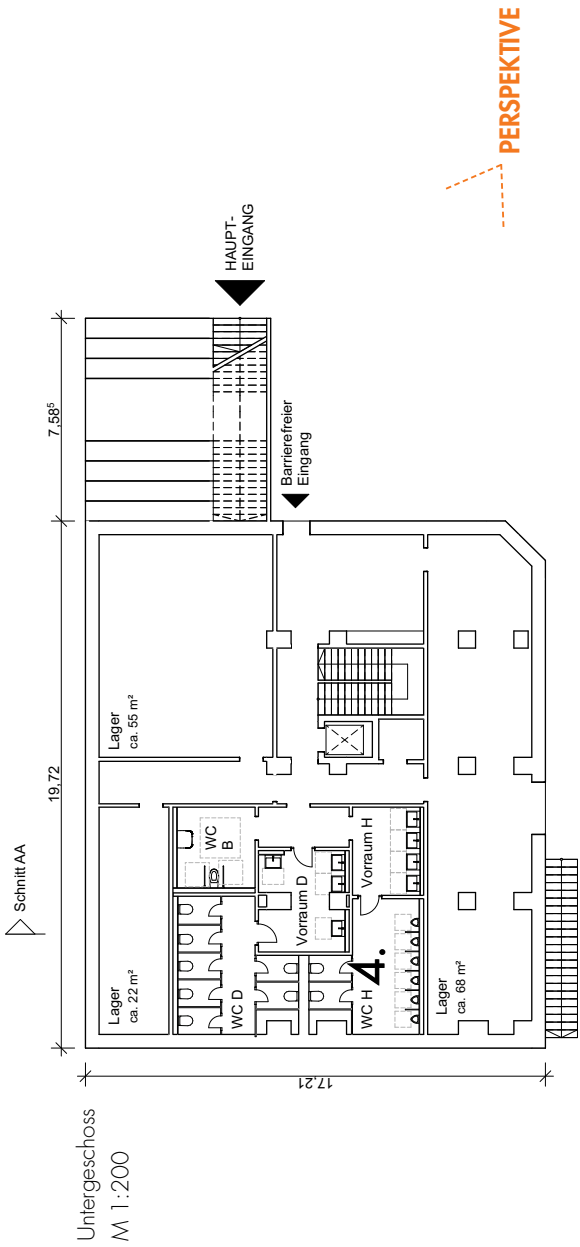 Untergeschoss
M 1:200
Schnitt AA
19,72
7,58⁵
17,21
Lager
ca. 22 m²
Lager
ca. 55 m²
WC D
WC
B
Vorraum D
WC H
4.
Vorraum H
Lager
ca. 68 m²
Barrierefreier
Eingang
HAUPT-
EINGANG
PERSPEKTIVE